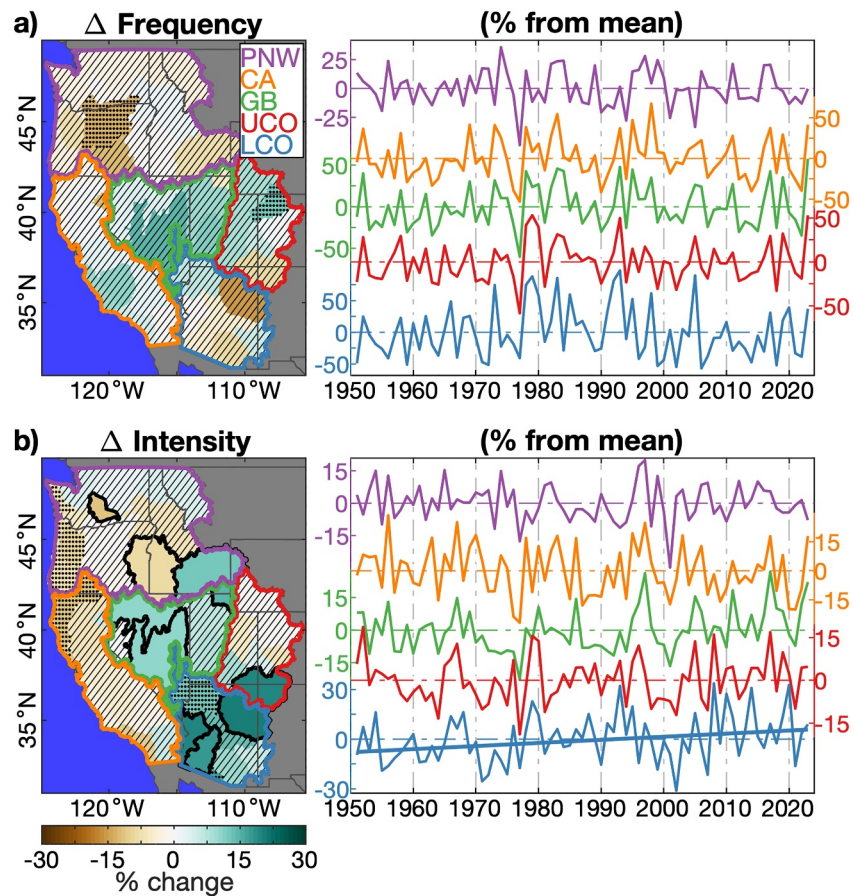 a) Δ Frequency (% from mean)
PNW
CA
GB
UCO
LCO
45°N
40°N
35°N
120°W 110°W
25
0
-25
50
0
-50
50
0
-50
50
0
-50
50
0
-50
1950 1960 1970 1980 1990 2000 2010 2020
b) Δ Intensity (% from mean)
45°N
40°N
35°N
120°W 110°W
15
0
-15
15
0
-15
15
0
-15
15
0
-15
30
0
-30
1950 1960 1970 1980 1990 2000 2010 2020
-30 -15 0 15 30
% change